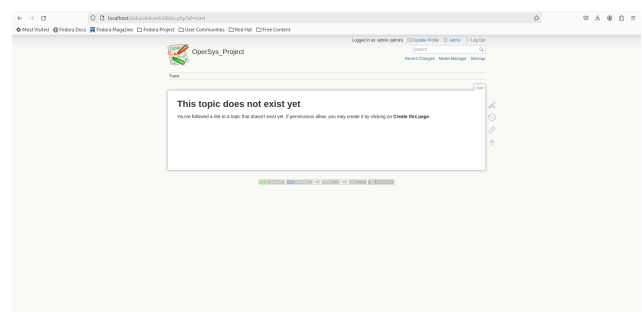 localhost/doku/dokuwiki/doku.php?id=start
Most Visited Fedora Docs Fedora Magazine Fedora Project User Communities Red Hat Free Content
Logged in as: admin (admin) Update Profile Admin Log Out
OperSys_Project
Search
Recent Changes Media Manager Sitemap
Trace:
start
This topic does not exist yet
You've followed a link to a topic that doesn't exist yet. If permissions allow, you may create it by clicking on Create this page.